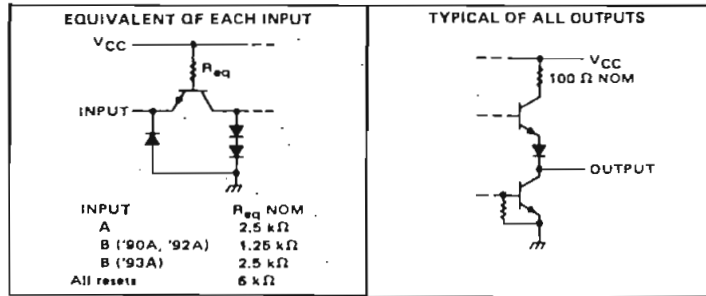 EQUIVALENT OF EACH INPUT
VCC
Req
INPUT
INPUT Req NOM
A 2.5 kΩ
B ('90A, '92A) 1.25 kΩ
B ('93A) 2.5 kΩ
All resets 6 kΩ
TYPICAL OF ALL OUTPUTS
VCC
100 Ω NOM
OUTPUT